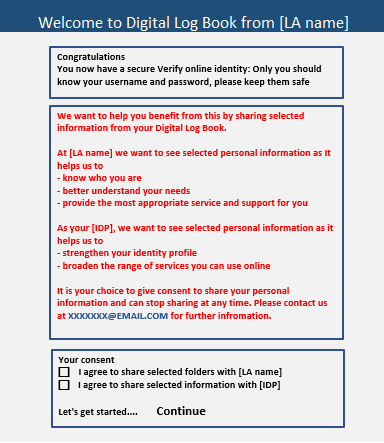 Welcome to Digital Log Book from [LA name]
Congratulations
You now have a secure Verify online identity: Only you should
know your username and password, please keep them safe
We want to help you benefit from this by sharing selected
information from your Digital Log Book.
At [LA name] we want to see selected personal information as it
helps us to
- know who you are
- better understand your needs
- provide the most appropriate service and support for you
As your [IDP], we want to see selected personal information as it
helps us to
- strengthen your identity profile
- broaden the range of services you can use online
It is your choice to give consent to share your personal
information and can stop sharing at any time. Please contact us
at XXXXXXX@EMAIL.COM for further infromation.
Your consent
I agree to share selected folders with [LA name]
I agree to share selected information with [IDP]
Let's get started.... Continue